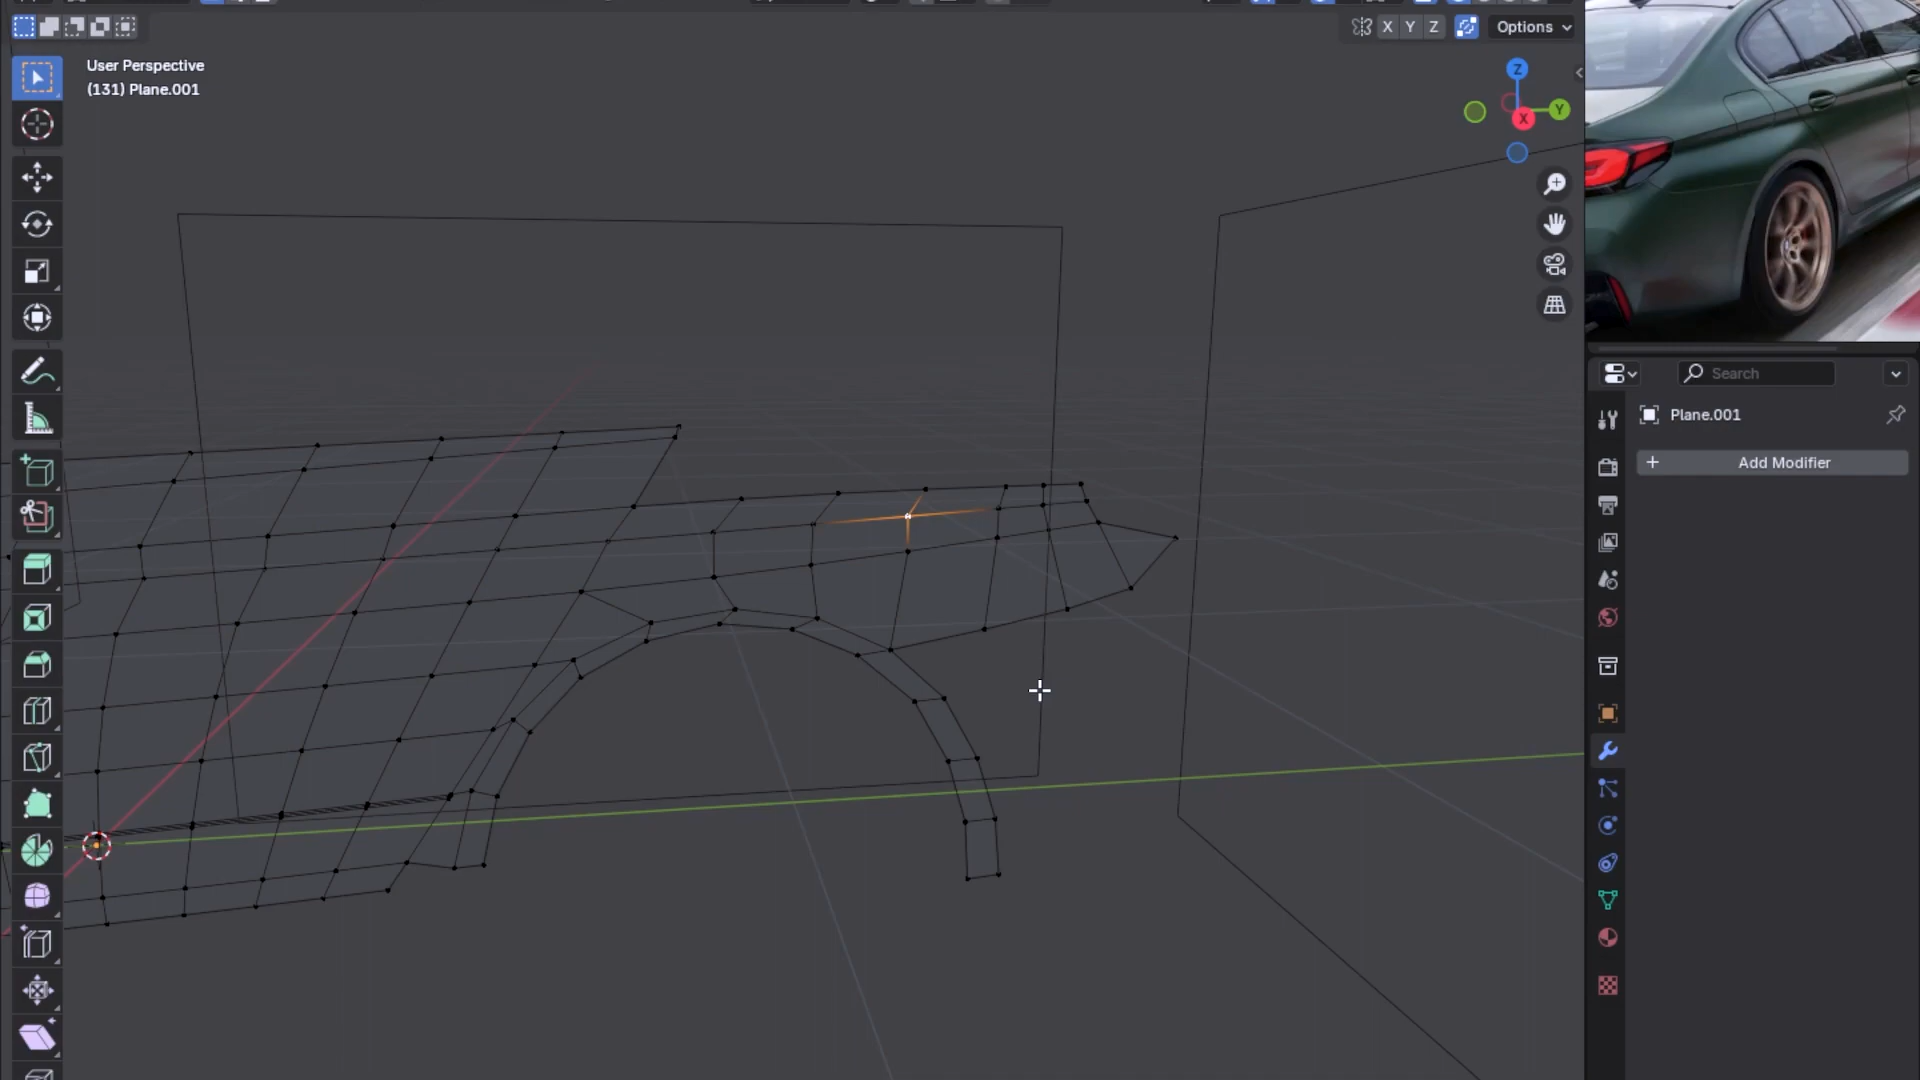 X Y Z Options
User Perspective
(131) Plane.001
Z
Y
X
Search
Plane.001
Add Modifier